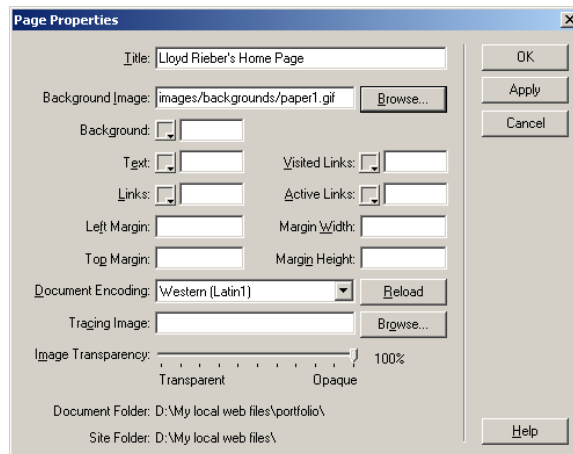 Page Properties
Title: Lloyd Rieber's Home Page OK
Background Image: images/backgrounds/paper1.gif Browse... Apply
Background: Cancel
Text: Visited Links:
Links: Active Links:
Left Margin: Margin Width:
Top Margin: Margin Height:
Document Encoding: Western (Latin1) Reload
Tracing Image: Browse...
Image Transparency: 100%
Transparent Opaque
Document Folder: D:\My local web files\portfolio\
Site Folder: D:\My local web files\ Help